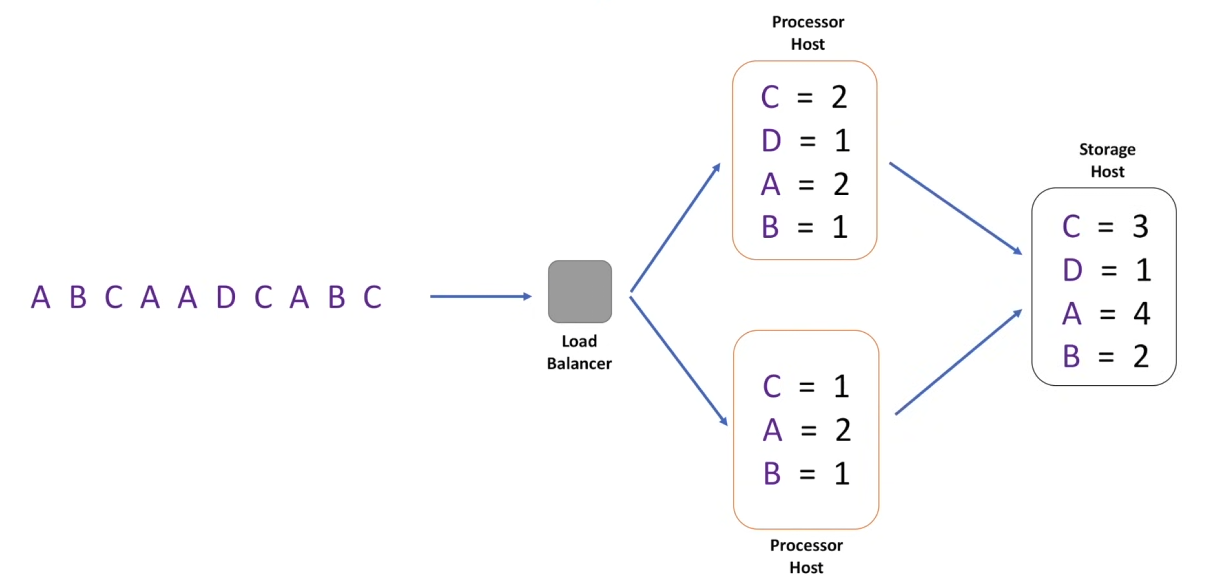 A B C A A D C A B C
Load
Balancer
Processor
Host
C = 2
D = 1
A = 2
B = 1
C = 1
A = 2
B = 1
Processor
Host
Storage
Host
C = 3
D = 1
A = 4
B = 2